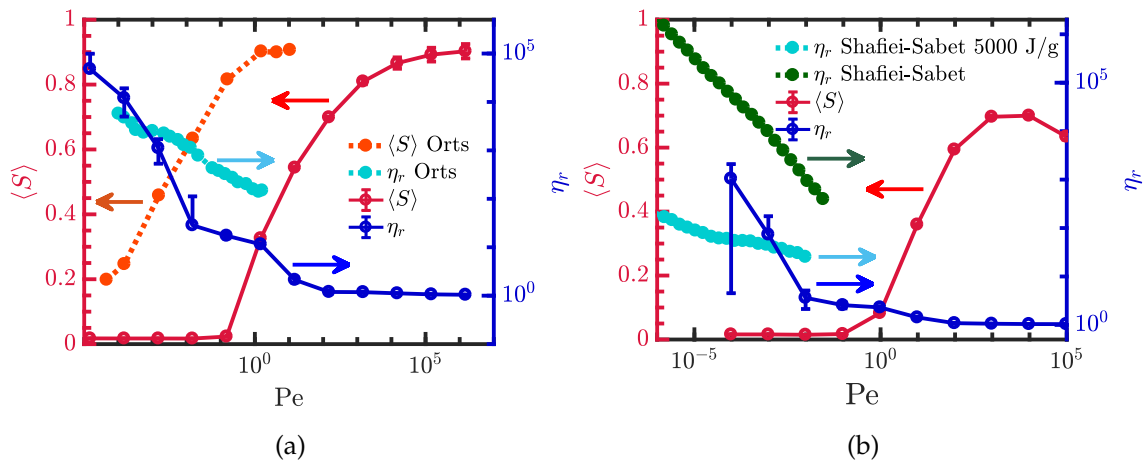 1
0.8
0.6
0.4
0.2
0
⟨S⟩
10^5
10^0
η_r
10^0
10^5
Pe
⟨S⟩ Orts
η_r Orts
⟨S⟩
η_r
(a)
1
0.8
0.6
0.4
0.2
0
⟨S⟩
10^5
10^0
η_r
10^-5
10^0
10^5
Pe
η_r Shafiei-Sabet 5000 J/g
η_r Shafiei-Sabet
⟨S⟩
η_r
(b)